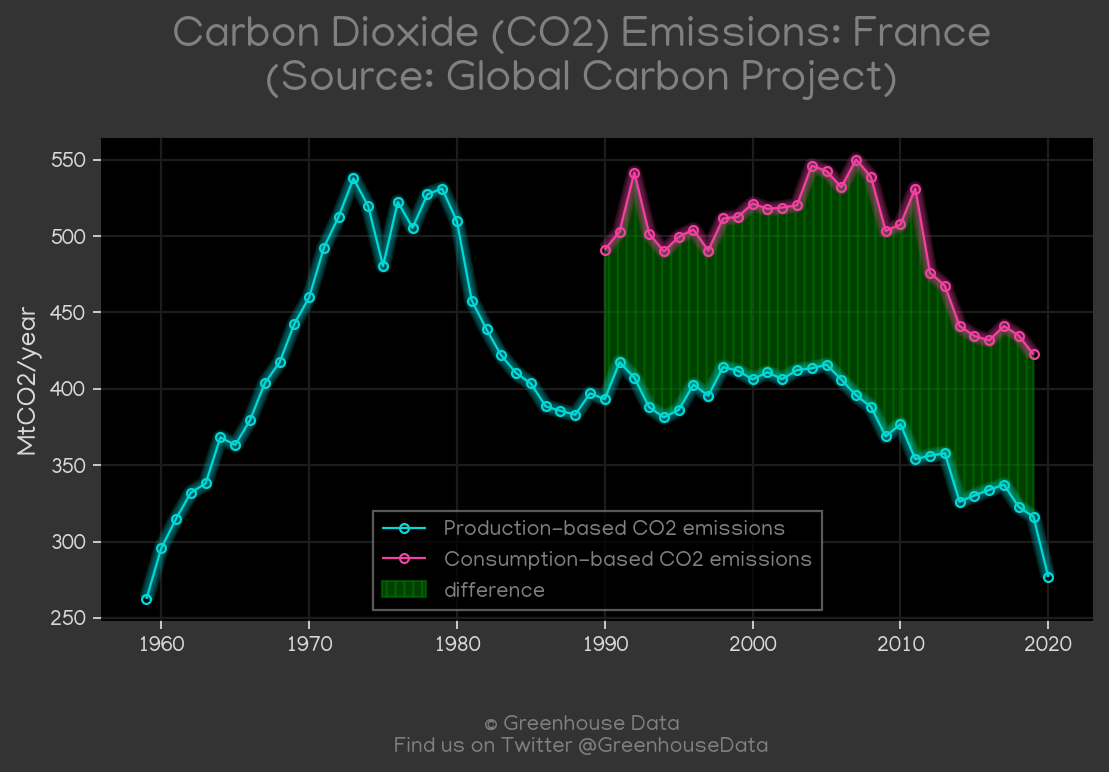 Carbon Dioxide (CO2) Emissions: France
(Source: Global Carbon Project)
550
500
450
400
350
300
250
MtCO2/year
Production-based CO2 emissions
Consumption-based CO2 emissions
difference
1960 1970 1980 1990 2000 2010 2020
© Greenhouse Data
Find us on Twitter @GreenhouseData